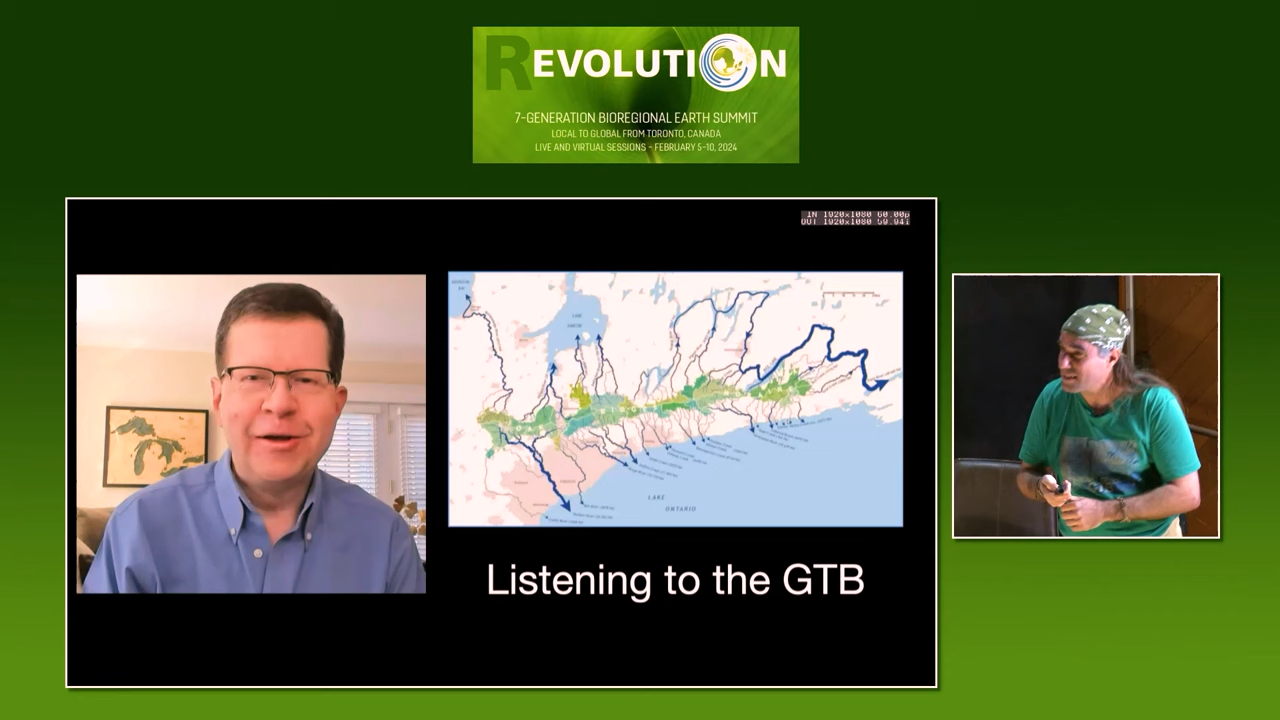 REVOLUTION
7-GENERATION BIOREGIONAL EARTH SUMMIT
LOCAL TO GLOBAL FROM TORONTO, CANADA
LIVE AND VIRTUAL SESSIONS - FEBRUARY 5-10, 2024
IN 1920x1080 60.00p
OUT 1920x1080 59.94i
LAKE
LAKE
ONTARIO
Listening to the GTB